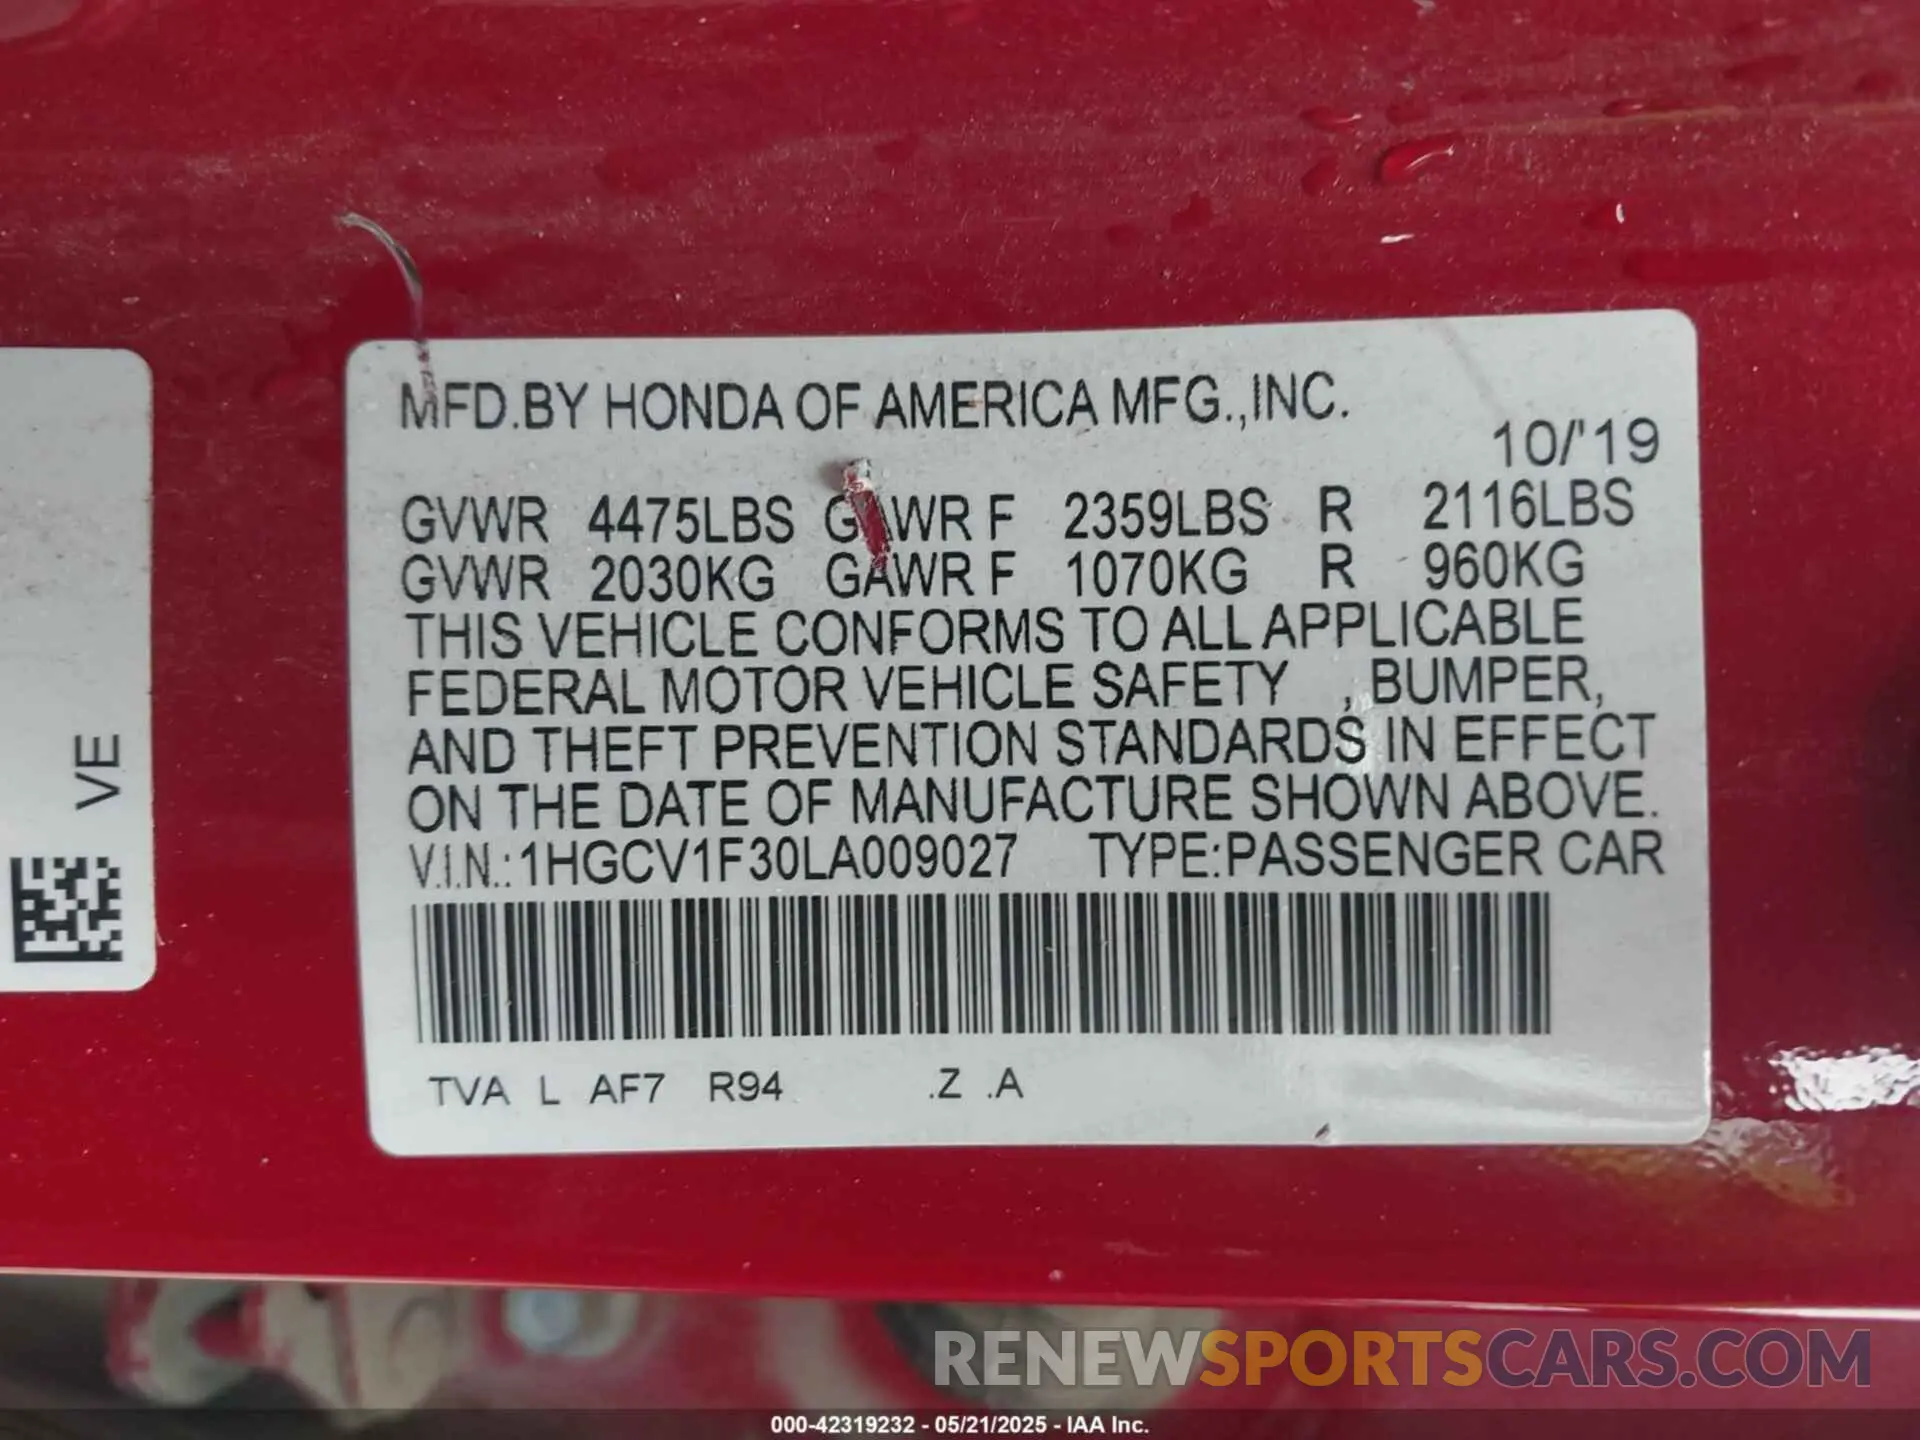 MFD.BY HONDA OF AMERICA MFG.,INC.
10/'19
GVWR 4475LBS GAWR F 2359LBS R 2116LBS
GVWR 2030KG GAWR F 1070KG R 960KG
THIS VEHICLE CONFORMS TO ALL APPLICABLE
FEDERAL MOTOR VEHICLE SAFETY , BUMPER,
AND THEFT PREVENTION STANDARDS IN EFFECT
ON THE DATE OF MANUFACTURE SHOWN ABOVE.
V.I.N.:1HGCV1F30LA009027 TYPE:PASSENGER CAR
TVA L AF7 R94 .Z .A
VE
RENEWSPORTSCARS.COM
000-42319232 - 05/21/2025 - IAA Inc.